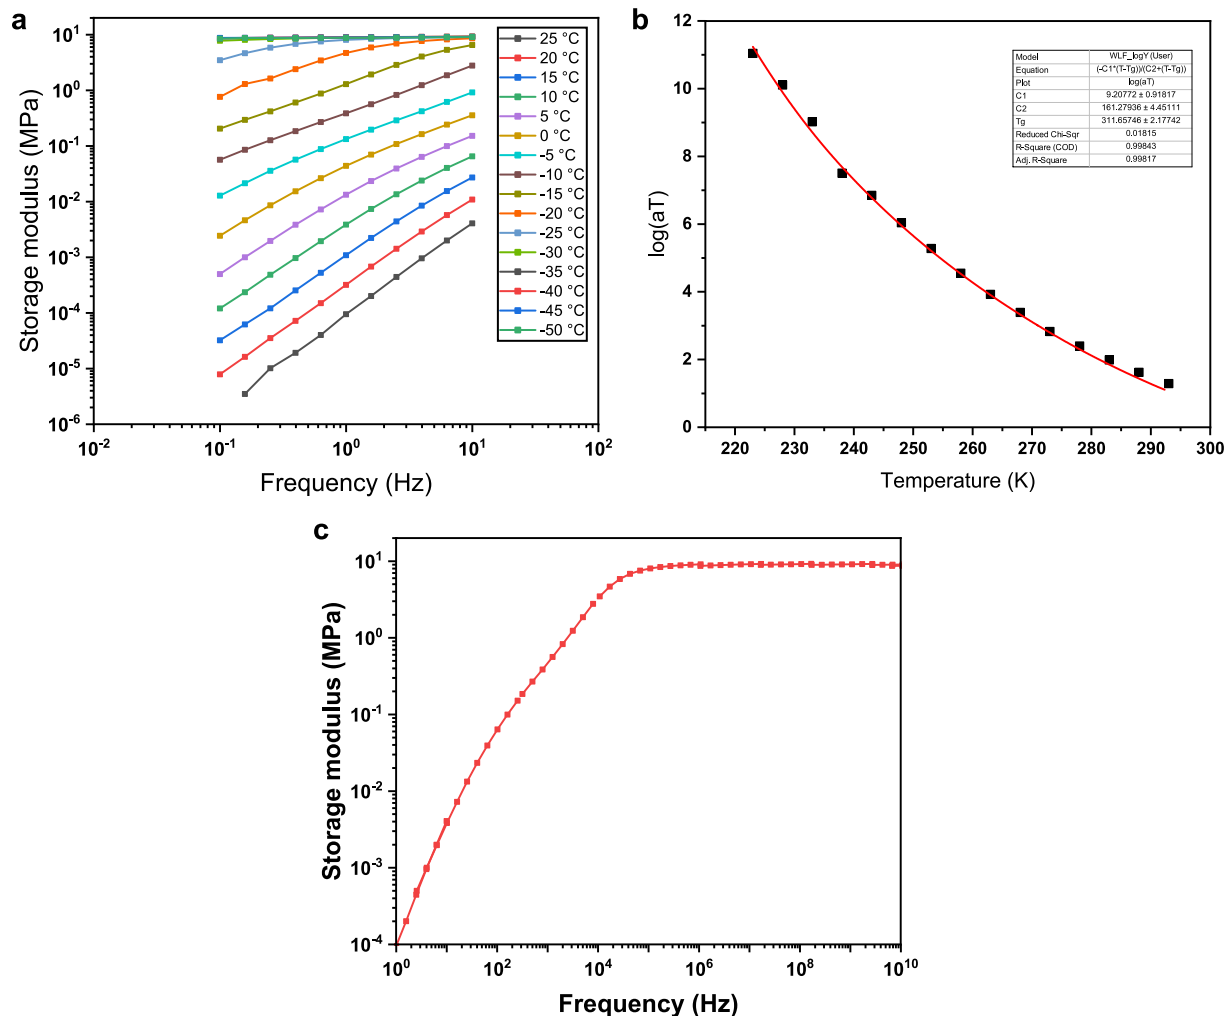 a
Storage modulus (MPa)
10^1
10^0
10^-1
10^-2
10^-3
10^-4
10^-5
10^-6
10^-2
10^-1
10^0
10^1
10^2
Frequency (Hz)
25 °C
20 °C
15 °C
10 °C
5 °C
0 °C
-5 °C
-10 °C
-15 °C
-20 °C
-25 °C
-30 °C
-35 °C
-40 °C
-45 °C
-50 °C
b
log(aT)
12
10
8
6
4
2
0
220
230
240
250
260
270
280
290
300
Temperature (K)
Model WLF_logY (User)
Equation (-C1*(T-Tg))/(C2+(T-Tg))
Plot log(aT)
C1 9.20772 ± 0.91817
C2 161.27936 ± 4.45111
Tg 311.65746 ± 2.17742
Reduced Chi-Sqr 0.01815
R-Square (COD) 0.99843
Adj. R-Square 0.99817
c
Storage modulus (MPa)
10^1
10^0
10^-1
10^-2
10^-3
10^-4
10^0
10^2
10^4
10^6
10^8
10^10
Frequency (Hz)